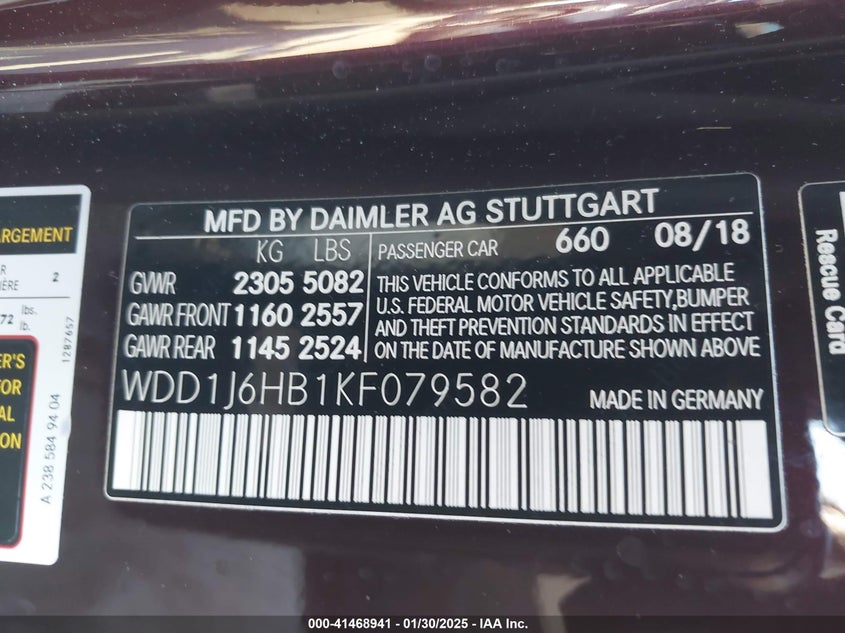 MFD BY DAIMLER AG STUTTGART
KG LBS
GVWR 2305 5082
GAWR FRONT 1160 2557
GAWR REAR 1145 2524
PASSENGER CAR 660 08/18
THIS VEHICLE CONFORMS TO ALL APPLICABLE
U.S. FEDERAL MOTOR VEHICLE SAFETY,BUMPER
AND THEFT PREVENTION STANDARDS IN EFFECT
ON THE DATE OF MANUFACTURE SHOWN ABOVE
WDD1J6HB1KF079582
MADE IN GERMANY
ARGEMENT
2
lbs.
lb.
1287657
A 238 584 94 04
Rescue Card
000-41468941 - 01/30/2025 - IAA Inc.